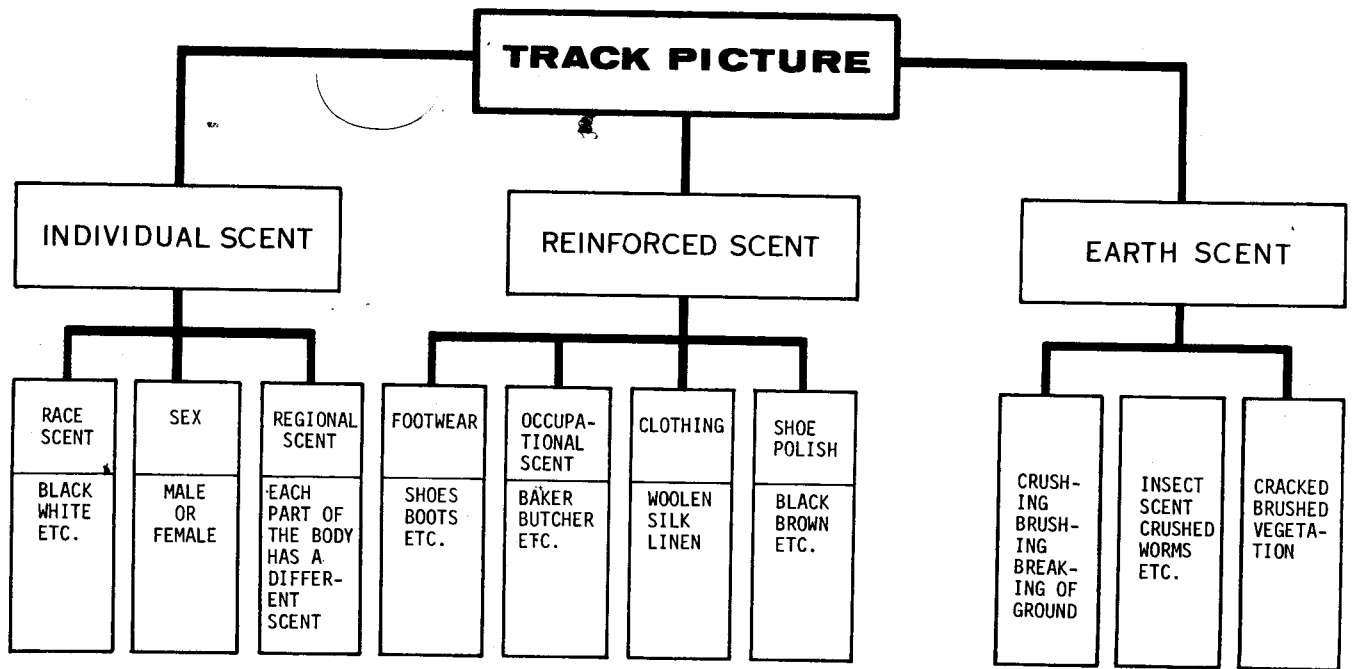 TRACK PICTURE
INDIVIDUAL SCENT
REINFORCED SCENT
EARTH SCENT
RACE
SCENT
BLACK
WHITE
ETC.
SEX
MALE
OR
FEMALE
REGIONAL
SCENT
EACH
PART OF
THE BODY
HAS A
DIFFER-
ENT
SCENT
FOOTWEAR
SHOES
BOOTS
ETC.
OCCUPA-
TIONAL
SCENT
BAKER
BUTCHER
ETC.
CLOTHING
WOOLEN
SILK
LINEN
SHOE
POLISH
BLACK
BROWN
ETC.
CRUSH-
ING
BRUSH-
ING
BREAK-
ING OF
GROUND
INSECT
SCENT
CRUSHED
WORMS
ETC.
CRACKED
BRUSHED
VEGETA-
TION